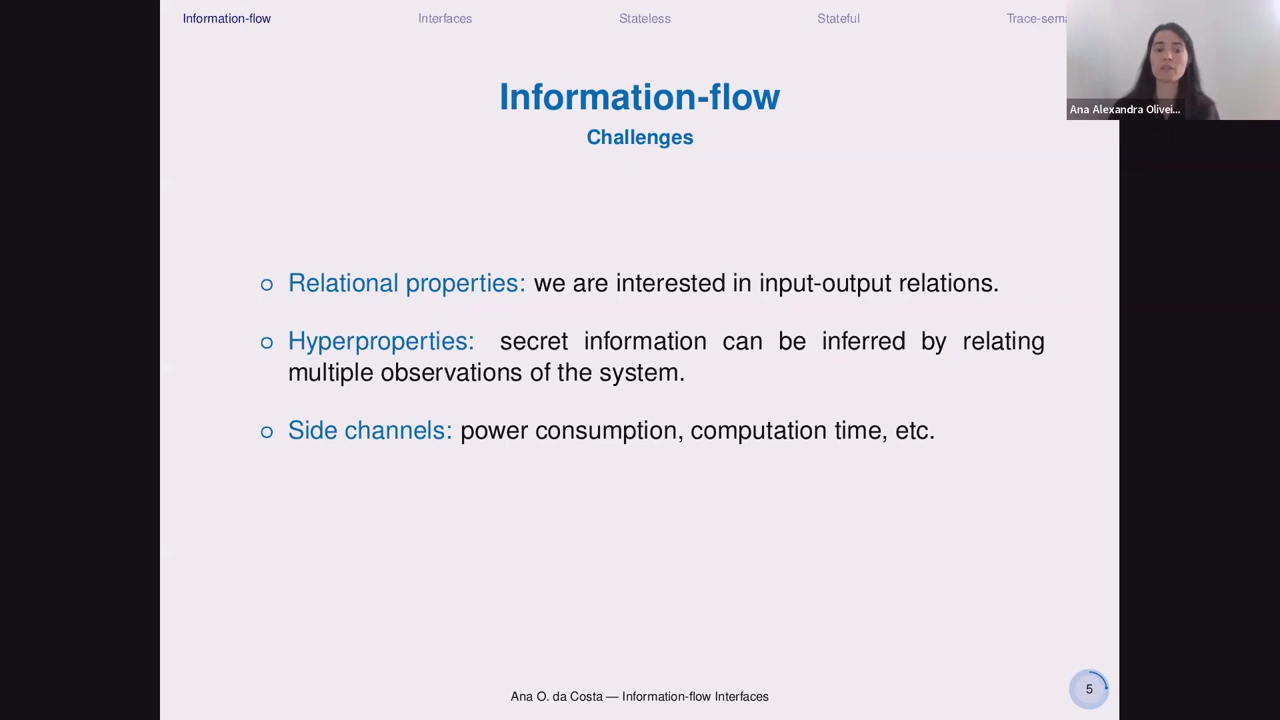 Information-flow
Interfaces
Stateless
Stateful
Trace-sem
Ana Alexandra Olivei...
Information-flow
Challenges
Relational properties: we are interested in input-output relations.
Hyperproperties: secret information can be inferred by relating
multiple observations of the system.
Side channels: power consumption, computation time, etc.
Ana O. da Costa — Information-flow Interfaces
5